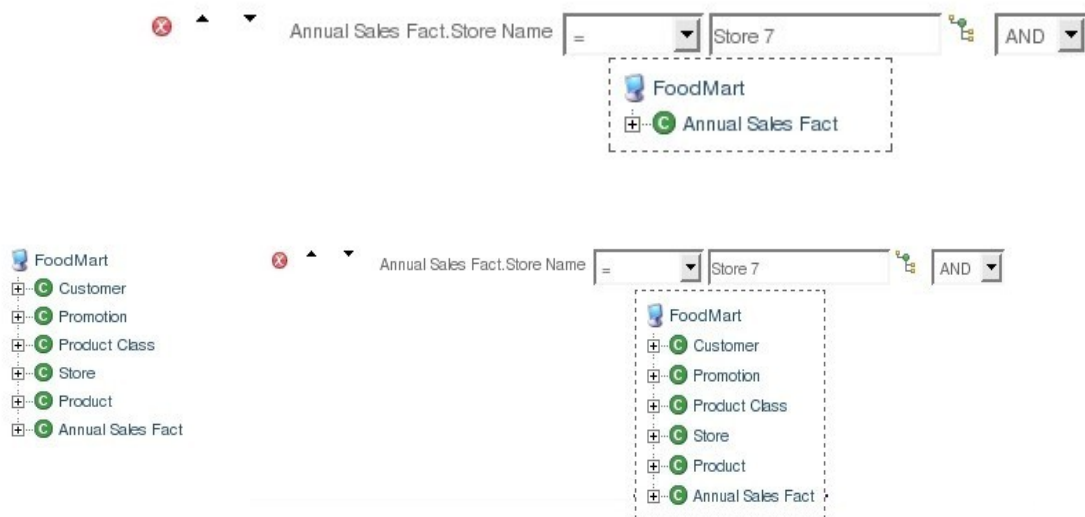 Annual Sales Fact.Store Name = Store 7 AND
FoodMart
C Annual Sales Fact
FoodMart
C Customer
C Promotion
C Product Class
C Store
C Product
C Annual Sales Fact
Annual Sales Fact.Store Name = Store 7 AND
FoodMart
C Customer
C Promotion
C Product Class
C Store
C Product
C Annual Sales Fact